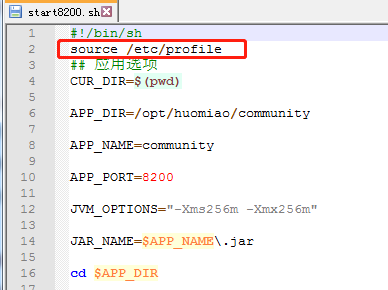 start8200.sh
1 #!/bin/sh
2 source /etc/profile
3 ## 应用选项
4 CUR_DIR=$(pwd)
5
6 APP_DIR=/opt/huomiao/community
7
8 APP_NAME=community
9
10 APP_PORT=8200
11
12 JVM_OPTIONS="-Xms256m -Xmx256m"
13
14 JAR_NAME=$APP_NAME\.jar
15
16 cd $APP_DIR